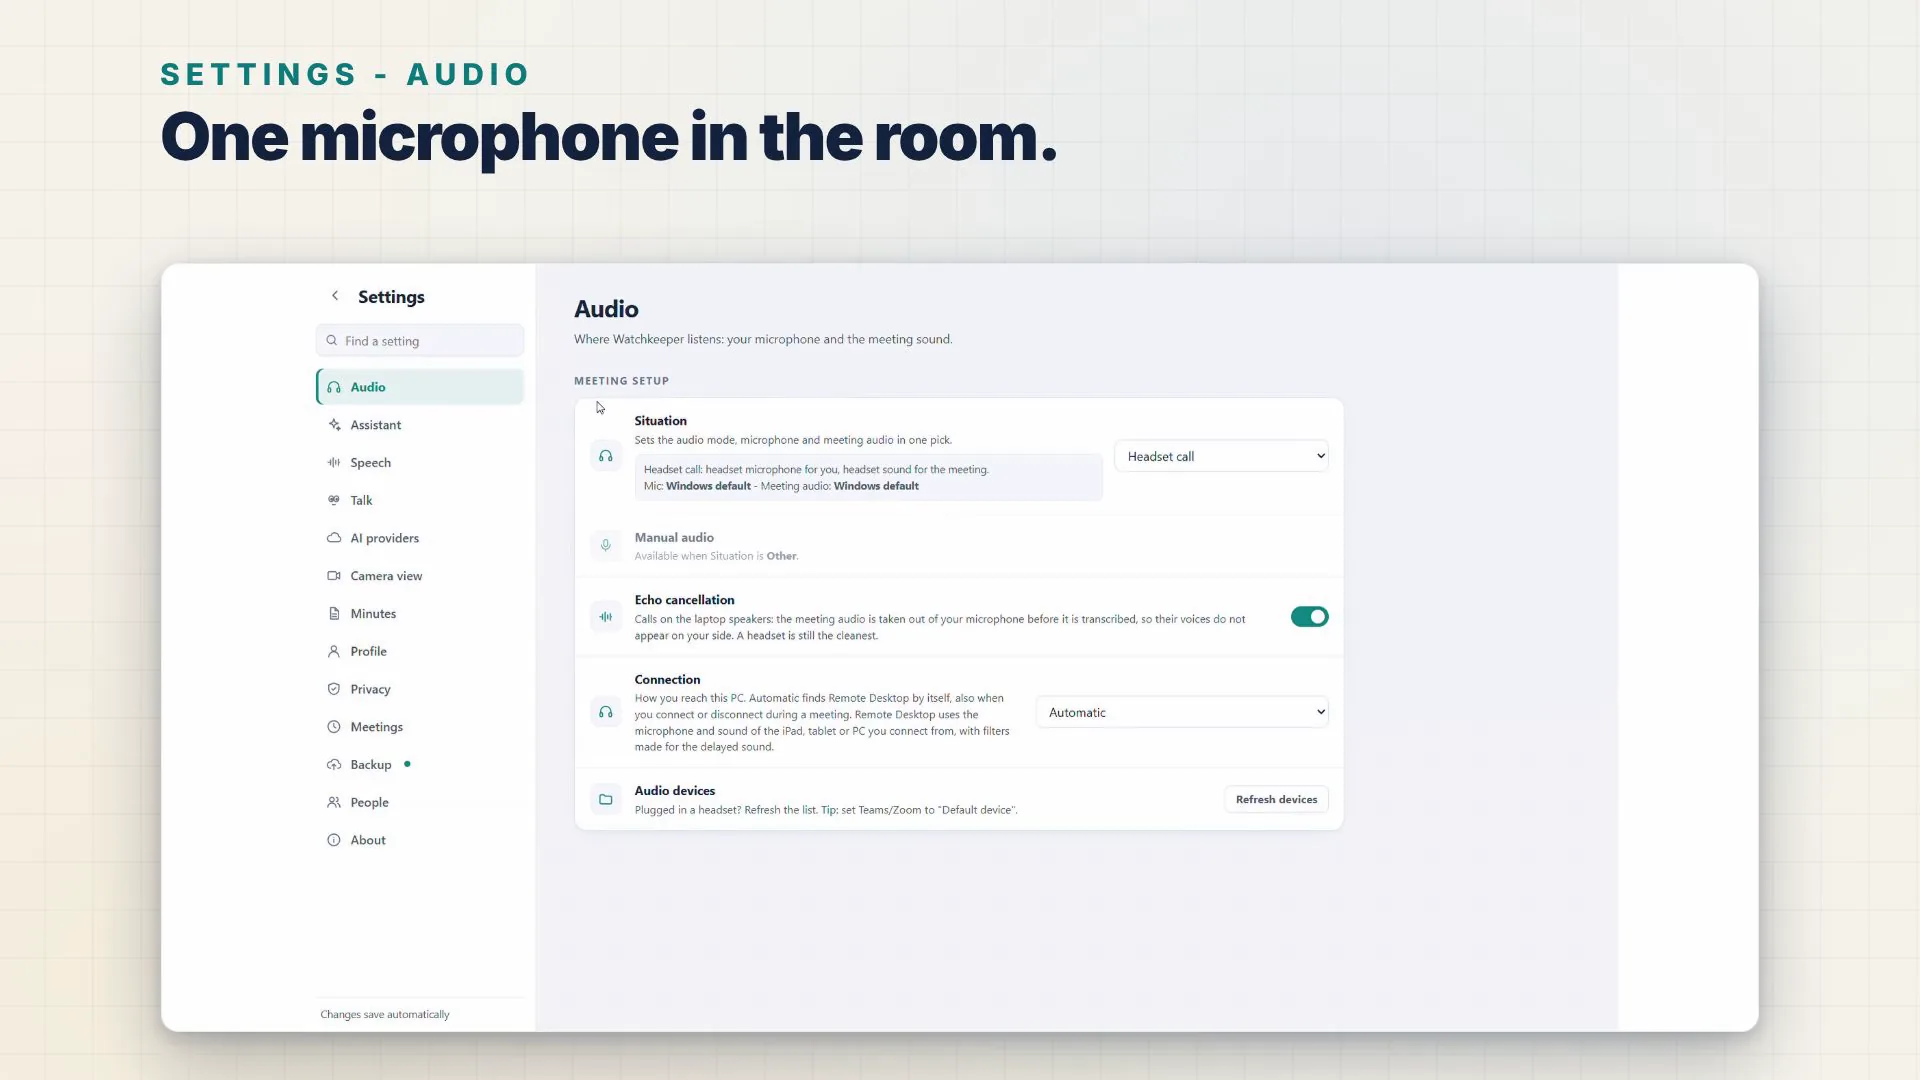 SETTINGS - AUDIO
One microphone in the room.
Settings
Find a setting
Audio
Assistant
Speech
Talk
AI providers
Camera view
Minutes
Profile
Privacy
Meetings
Backup
People
About
Changes save automatically
Audio
Where Watchkeeper listens: your microphone and the meeting sound.
MEETING SETUP
Situation
Sets the audio mode, microphone and meeting audio in one pick.
Headset call: headset microphone for you, headset sound for the meeting.
Mic: Windows default - Meeting audio: Windows default
Headset call
Manual audio
Available when Situation is Other.
Echo cancellation
Calls on the laptop speakers: the meeting audio is taken out of your microphone before it is transcribed, so their voices do not
appear on your side. A headset is still the cleanest.
Connection
How you reach this PC. Automatic finds Remote Desktop by itself, also when
you connect or disconnect during a meeting. Remote Desktop uses the
microphone and sound of the iPad, tablet or PC you connect from, with filters
made for the delayed sound.
Automatic
Audio devices
Plugged in a headset? Refresh the list. Tip: set Teams/Zoom to "Default device".
Refresh devices